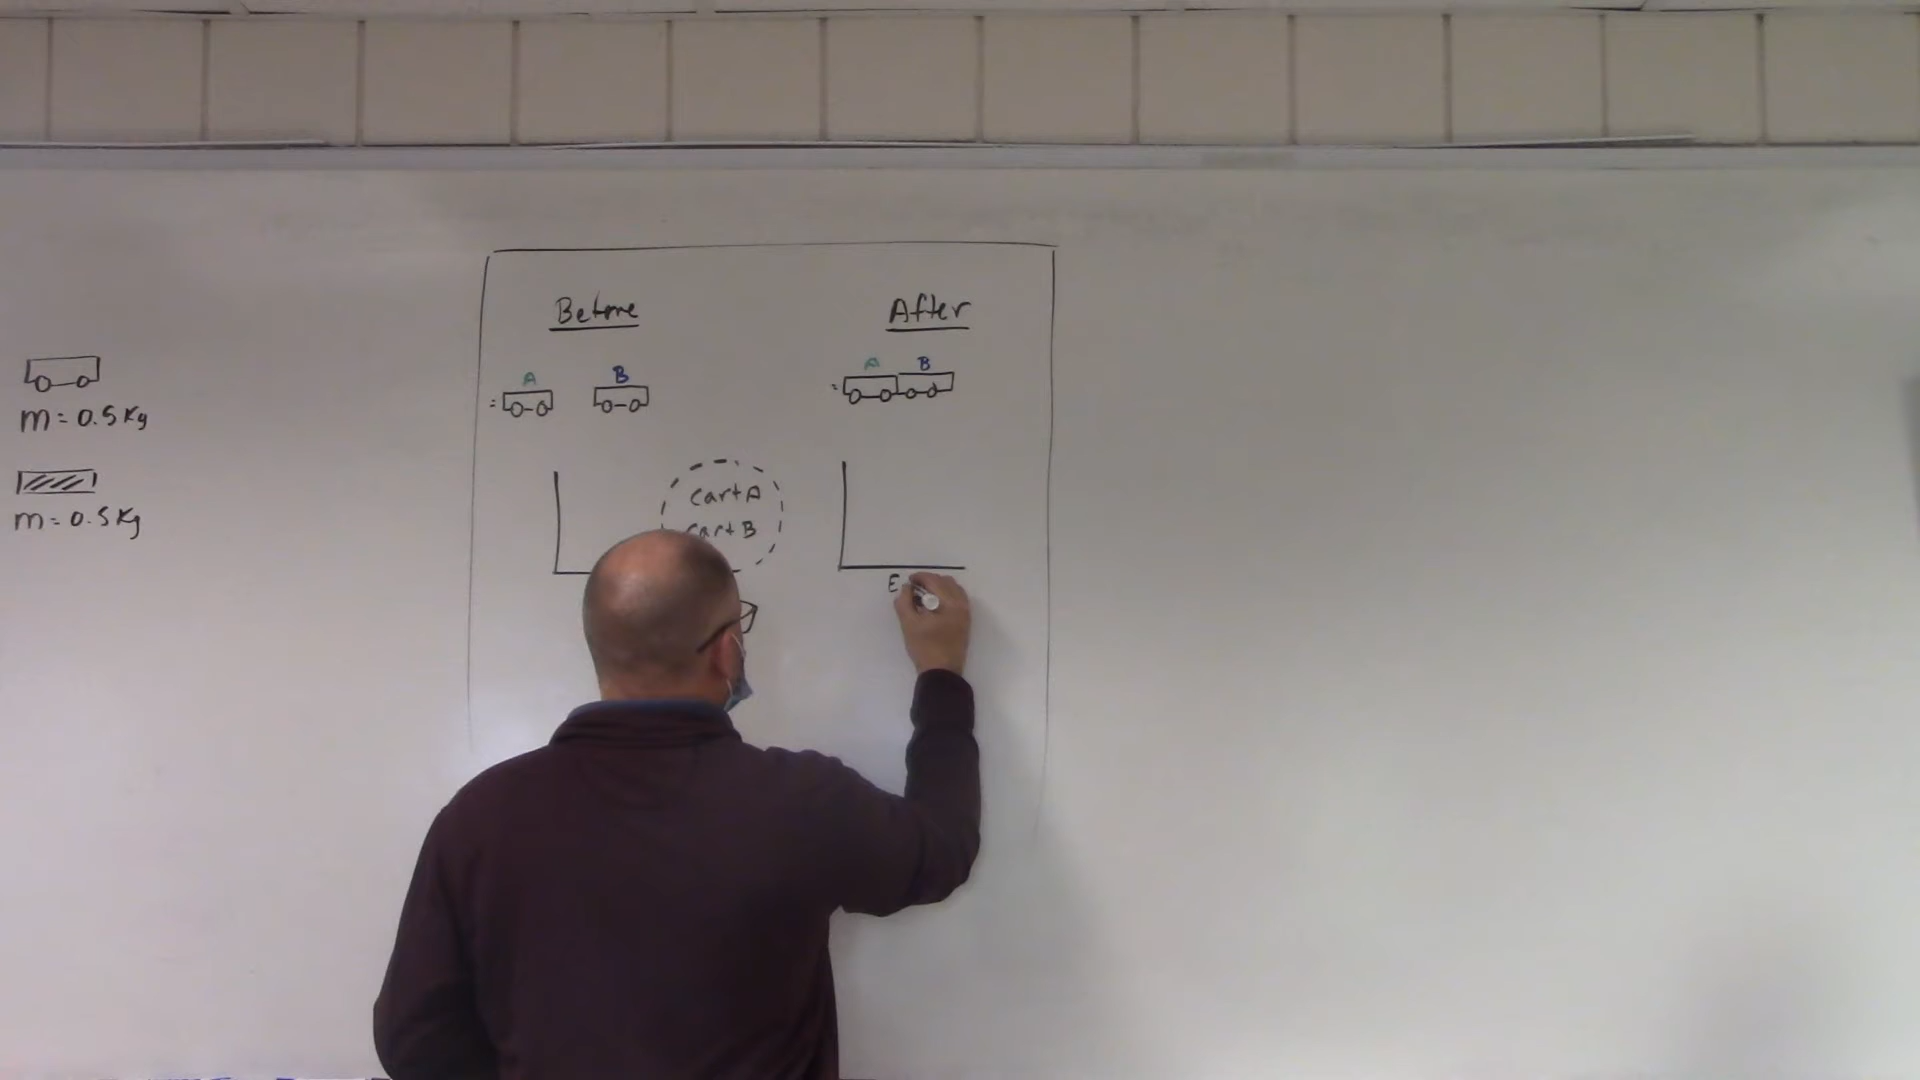 m = 0.5 Kg
m = 0.5 Kg
Before
After
A
B
A
B
Cart A
Cart B
E